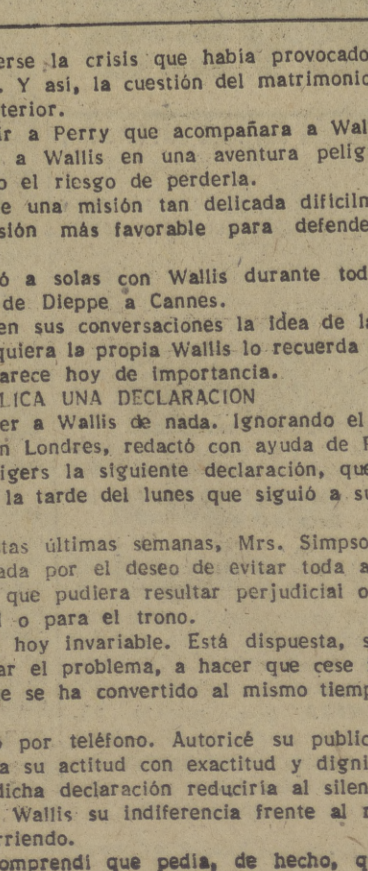 erse la crisis que había provocado
. Y así, la cuestión del matrimonio
terior.
ir a Perry que acompañara a Wal
a Wallis en una aventura pelig
o el riesgo de perderla.
e una misión tan delicada dificilm
sión más favorable para defende
ó a solas con Wallis durante tod
de Dieppe a Cannes.
en sus conversaciones la idea de la
quiera la propia Wallis lo recuerda
arece hoy de importancia.
LICA UNA DECLARACION
er a Wallis de nada. Ignorando el
n Londres, redactó con ayuda de P
igers la siguiente declaración, que
la tarde del lunes que siguió a su
tas últimas semanas, Mrs. Simpso
ada por el deseo de evitar toda a
que pudiera resultar perjudicial o
l o para el trono.
hoy invariable. Está dispuesta, s
ar el problema, a hacer que cese
e se ha convertido al mismo tiemp
o por teléfono. Autoricé su public
a su actitud con exactitud y digni
dicha declaración reduciría al silen
Wallis su indiferencia frente al r
rriendo.
omprendí que pedía, de hecho, q